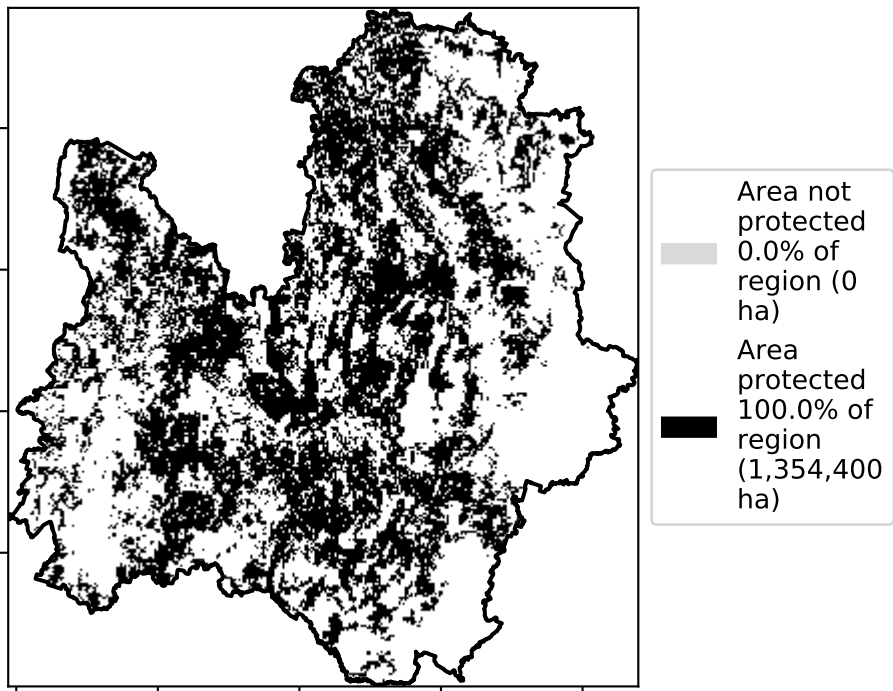 Area not
protected
0.0% of
region (0
ha)
Area
protected
100.0% of
region
(1,354,400
ha)